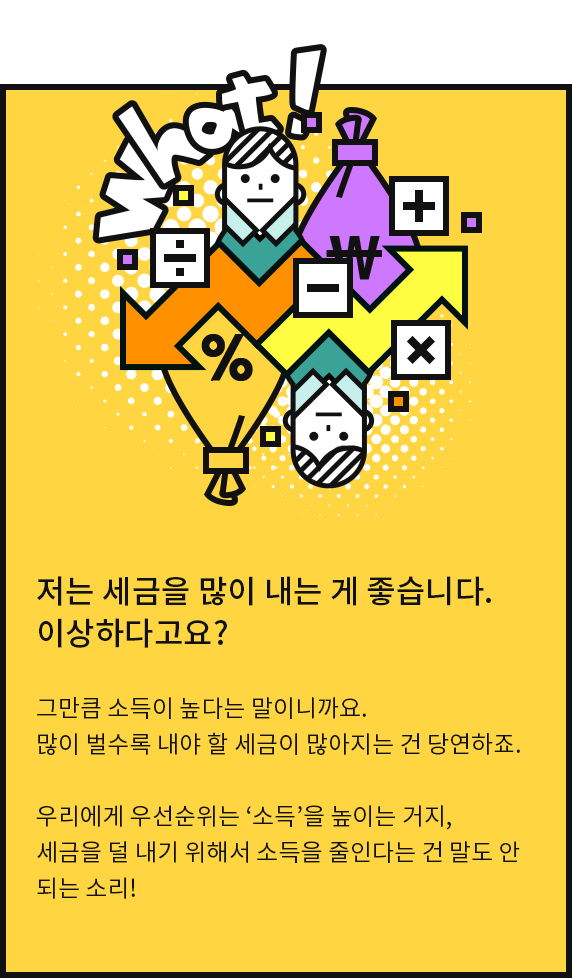 What!
÷
+
₩
−
%
×
저는 세금을 많이 내는 게 좋습니다.
이상하다고요?
그만큼 소득이 높다는 말이니까요.
많이 벌수록 내야 할 세금이 많아지는 건 당연하죠.
우리에게 우선순위는 ‘소득’을 높이는 거지,
세금을 덜 내기 위해서 소득을 줄인다는 건 말도 안
되는 소리!